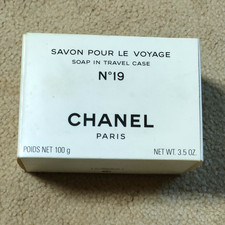 SAVON POUR LE VOYAGE
SOAP IN TRAVEL CASE
N°19
CHANEL
PARIS
POIDS NET 100 g NET WT. 3.5 OZ.